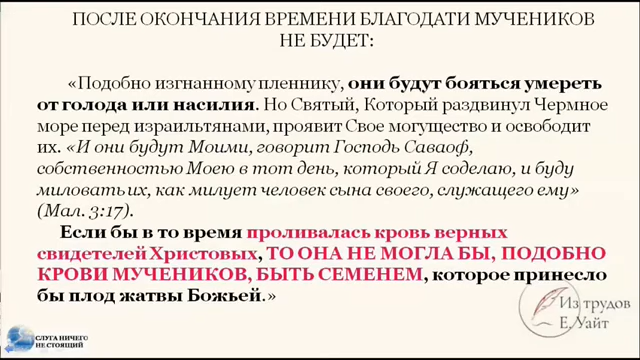 ПОСЛЕ ОКОНЧАНИЯ ВРЕМЕНИ БЛАГОДАТИ МУЧЕНИКОВ
НЕ БУДЕТ:
«Подобно изгнанному пленнику, они будут бояться умереть
от голода или насилия. Но Святый, Который раздвинул Чермное
море перед израильтянами, проявит Свое могущество и освободит
их. «И они будут Моими, говорит Господь Саваоф,
собственностью Моею в тот день, который Я соделаю, и буду
миловать их, как милует человек сына своего, служащего ему»
(Мал. 3:17).
Если бы в то время проливалась кровь верных
свидетелей Христовых, ТО ОНА НЕ МОГЛА БЫ, ПОДОБНО
КРОВИ МУЧЕНИКОВ, БЫТЬ СЕМЕНЕМ, которое принесло
бы плод жатвы Божьей.»
Из трудов
Е. Уайт
СЛУГА НИЧЕГО
НЕ СТОЯЩИЙ